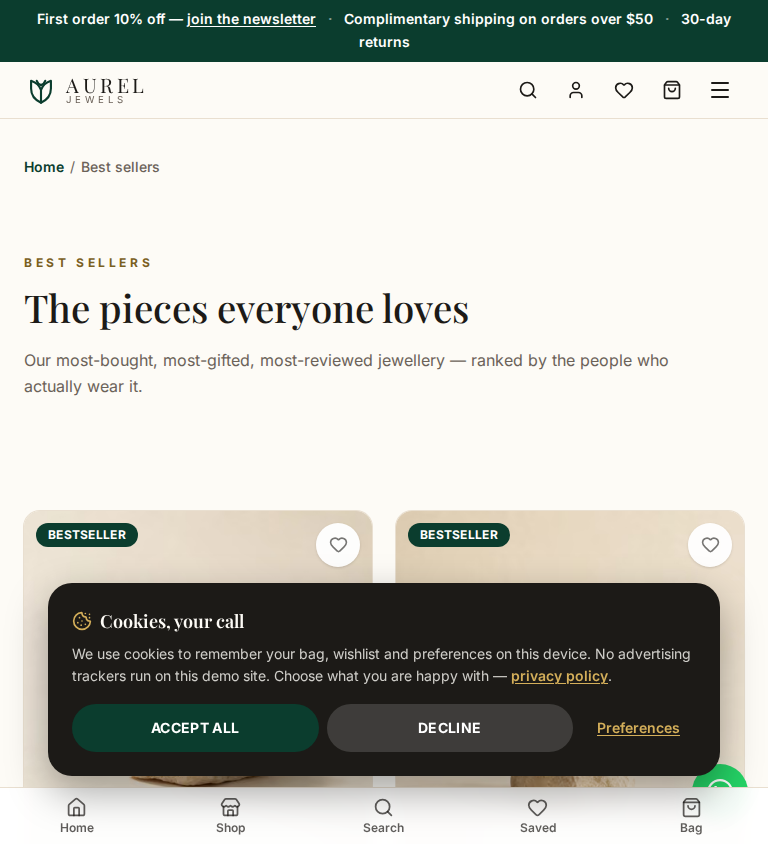 First order 10% off — join the newsletter · Complimentary shipping on orders over $50 · 30-day
returns
AUREL
JEWELS
Home / Best sellers
BEST SELLERS
The pieces everyone loves
Our most-bought, most-gifted, most-reviewed jewellery — ranked by the people who
actually wear it.
BESTSELLER
BESTSELLER
Cookies, your call
We use cookies to remember your bag, wishlist and preferences on this device. No advertising
trackers run on this demo site. Choose what you are happy with — privacy policy.
ACCEPT ALL
DECLINE
Preferences
Home
Shop
Search
Saved
Bag